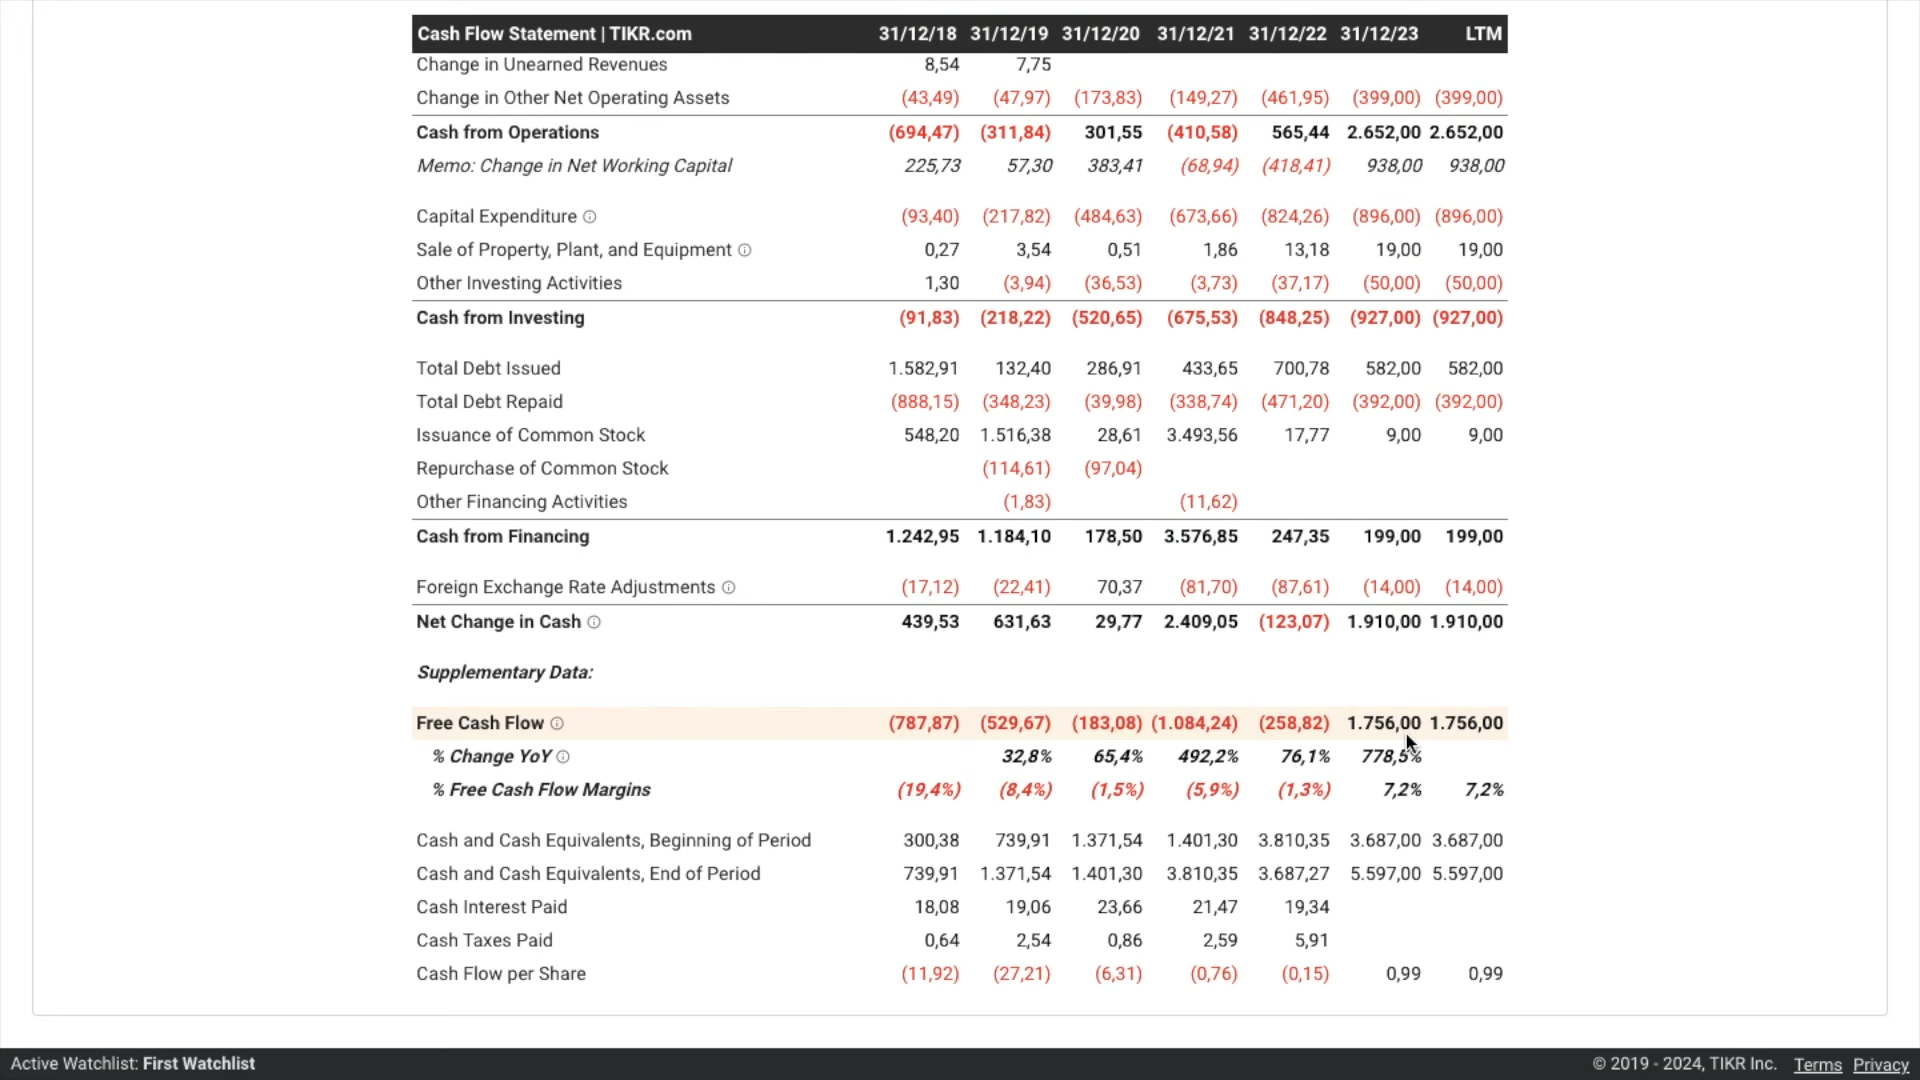 Cash Flow Statement | TIKR.com 31/12/18 31/12/19 31/12/20 31/12/21 31/12/22 31/12/23 LTM
Change in Unearned Revenues 8,54 7,75
Change in Other Net Operating Assets (43,49) (47,97) (173,83) (149,27) (461,95) (399,00) (399,00)
Cash from Operations (694,47) (311,84) 301,55 (410,58) 565,44 2.652,00 2.652,00
Memo: Change in Net Working Capital 225,73 57,30 383,41 (68,94) (418,41) 938,00 938,00
Capital Expenditure (93,40) (217,82) (484,63) (673,66) (824,26) (896,00) (896,00)
Sale of Property, Plant, and Equipment 0,27 3,54 0,51 1,86 13,18 19,00 19,00
Other Investing Activities 1,30 (3,94) (36,53) (3,73) (37,17) (50,00) (50,00)
Cash from Investing (91,83) (218,22) (520,65) (675,53) (848,25) (927,00) (927,00)
Total Debt Issued 1.582,91 132,40 286,91 433,65 700,78 582,00 582,00
Total Debt Repaid (888,15) (348,23) (39,98) (338,74) (471,20) (392,00) (392,00)
Issuance of Common Stock 548,20 1.516,38 28,61 3.493,56 17,77 9,00 9,00
Repurchase of Common Stock (114,61) (97,04)
Other Financing Activities (1,83) (11,62)
Cash from Financing 1.242,95 1.184,10 178,50 3.576,85 247,35 199,00 199,00
Foreign Exchange Rate Adjustments (17,12) (22,41) 70,37 (81,70) (87,61) (14,00) (14,00)
Net Change in Cash 439,53 631,63 29,77 2.409,05 (123,07) 1.910,00 1.910,00
Supplementary Data:
Free Cash Flow (787,87) (529,67) (183,08) (1.084,24) (258,82) 1.756,00 1.756,00
% Change YoY 32,8% 65,4% 492,2% 76,1% 778,5%
% Free Cash Flow Margins (19,4%) (8,4%) (1,5%) (5,9%) (1,3%) 7,2% 7,2%
Cash and Cash Equivalents, Beginning of Period 300,38 739,91 1.371,54 1.401,30 3.810,35 3.687,00 3.687,00
Cash and Cash Equivalents, End of Period 739,91 1.371,54 1.401,30 3.810,35 3.687,27 5.597,00 5.597,00
Cash Interest Paid 18,08 19,06 23,66 21,47 19,34
Cash Taxes Paid 0,64 2,54 0,86 2,59 5,91
Cash Flow per Share (11,92) (27,21) (6,31) (0,76) (0,15) 0,99 0,99
Active Watchlist: First Watchlist © 2019 - 2024, TIKR Inc. Terms Privacy